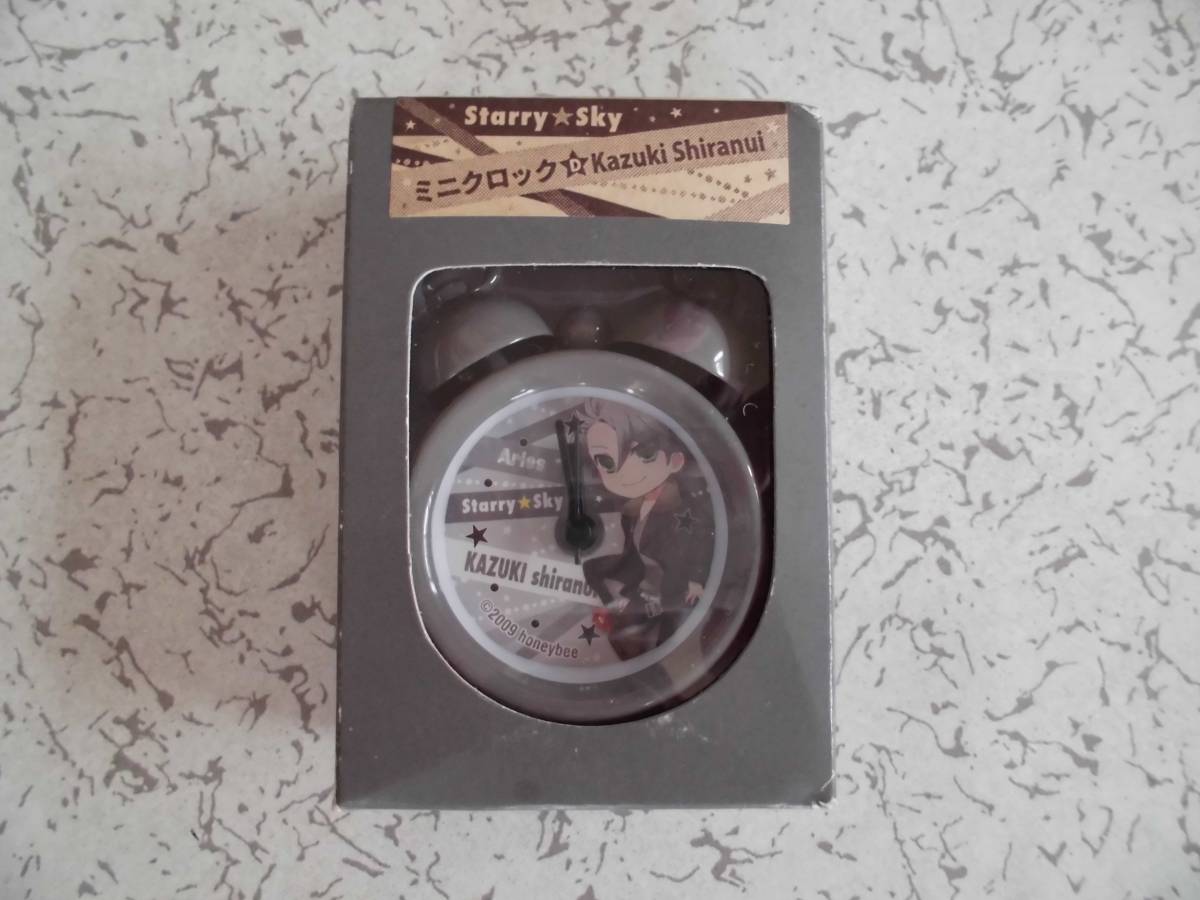 Starry★Sky
ミニクロック☆D Kazuki Shiranui
Aries
Starry★Sky
KAZUKI shiranui
©2009 honeybee